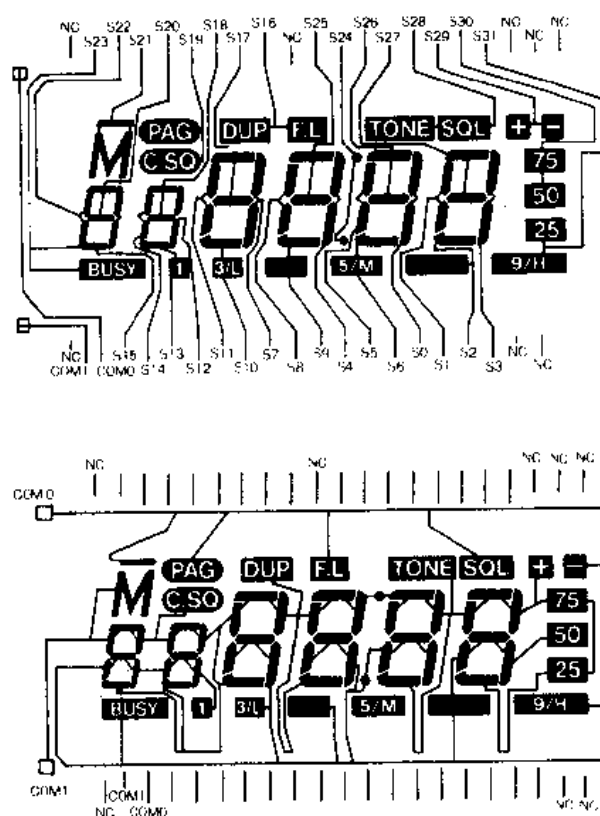 NC S22 S20 S18 S16 S25 S26 S28 S30 NC NC
S23 S21 S19 S17 NC S24 S27 S29 S31 NC
M PAG DUP F.L TONE SQL + -
C.SQ 75
50
25
BUSY 1 3/L 5/M 9/H
NC S15 S13 S11 S7 S9 S5 S0 S2 NC
COM1 COM0 S14 S12 S10 S8 S4 S6 S1 S3 NC
NC NC NC NC NC
COM0
M PAG DUP F.L TONE SQL + -
C.SQ 75
50
25
BUSY 1 3/L 5/M 9/H
COM1 COM1 NC NC
NC COM0